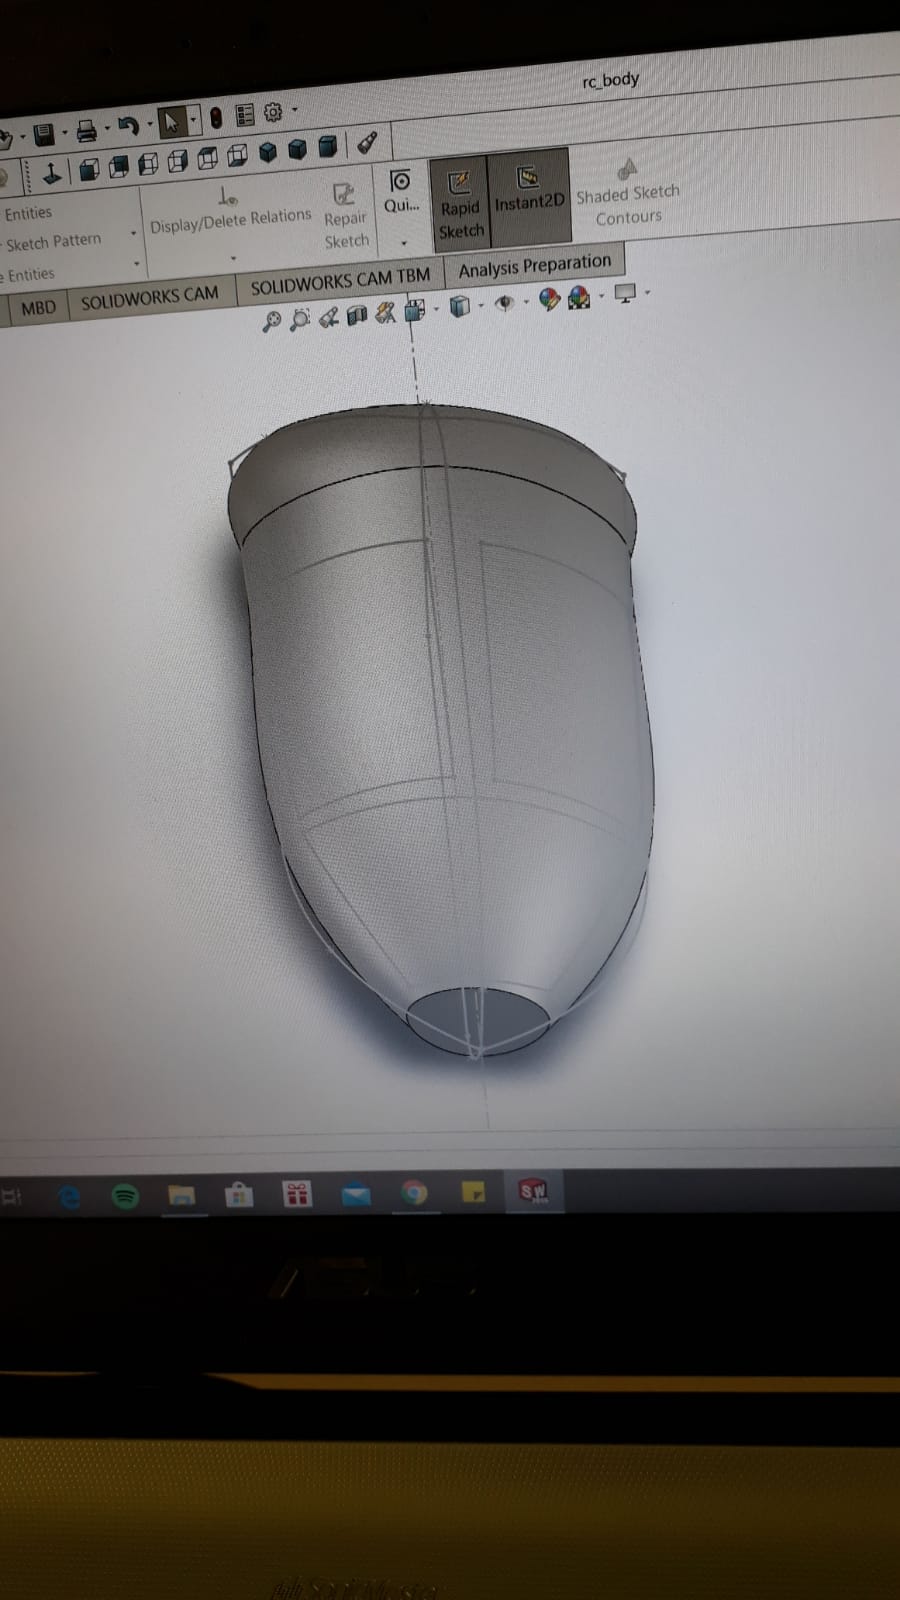 rc_body
Entities
Sketch Pattern
Entities
Display/Delete Relations
Repair
Sketch
Qui...
Rapid
Sketch
Instant2D
Shaded Sketch
Contours
MBD
SOLIDWORKS CAM
SOLIDWORKS CAM TBM
Analysis Preparation
SW